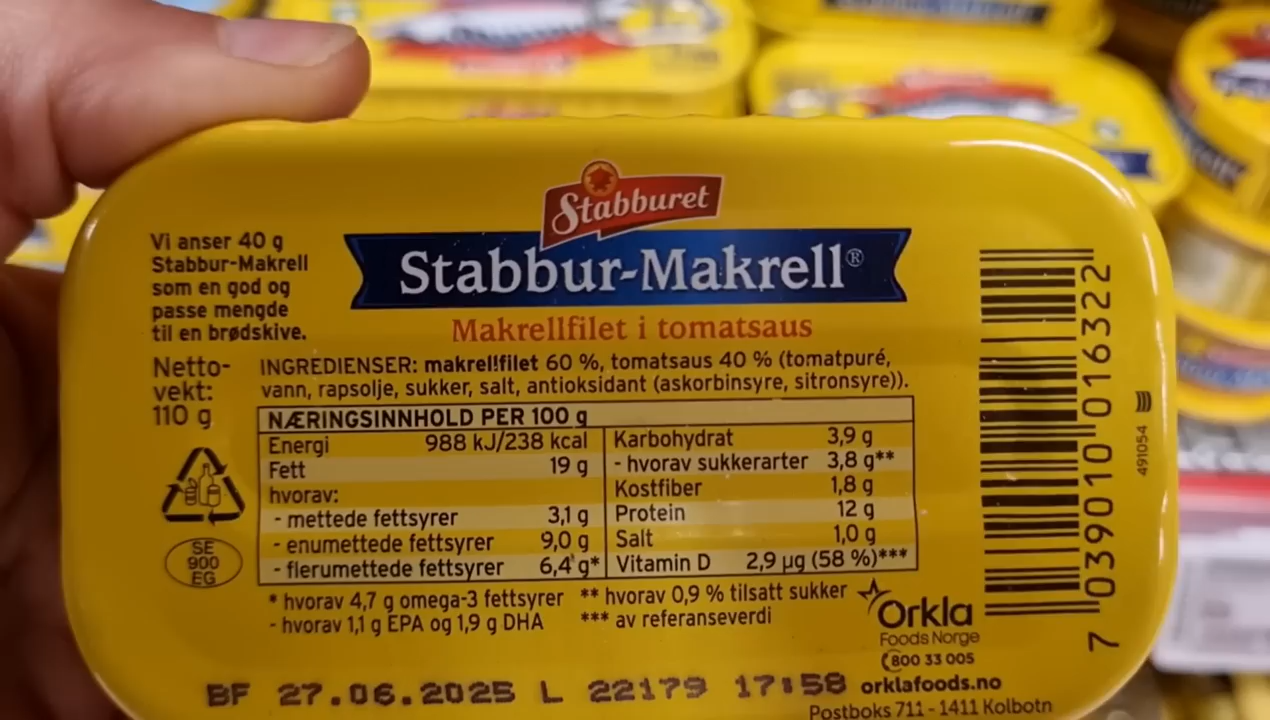 Stabburet
Stabbur-Makrell®
Makrellfilet i tomatsaus
Vi anser 40 g
Stabbur-Makrell
som en god og
passe mengde
til en brødskive.
Netto-
vekt:
110 g
INGREDIENSER: makrellfilet 60 %, tomatsaus 40 % (tomatpuré,
vann, rapsolje, sukker, salt, antioksidant (askorbinsyre, sitronsyre)).
NÆRINGSINNHOLD PER 100 g
Energi 988 kJ/238 kcal
Fett 19 g
hvorav:
- mettede fettsyrer 3,1 g
- enumettede fettsyrer 9,0 g
- flerumettede fettsyrer 6,4 g*
Karbohydrat 3,9 g
- hvorav sukkerarter 3,8 g**
Kostfiber 1,8 g
Protein 12 g
Salt 1,0 g
Vitamin D 2,9 µg (58 %)***
* hvorav 4,7 g omega-3 fettsyrer
- hvorav 1,1 g EPA og 1,9 g DHA
** hvorav 0,9 % tilsatt sukker
*** av referanseverdi
SE
900
EG
Orkla
Foods Norge
800 33 005
orklafoods.no
Postboks 711 - 1411 Kolbotn
BF 27.06.2025 L 22179 17:58
7 039010 016322
491054